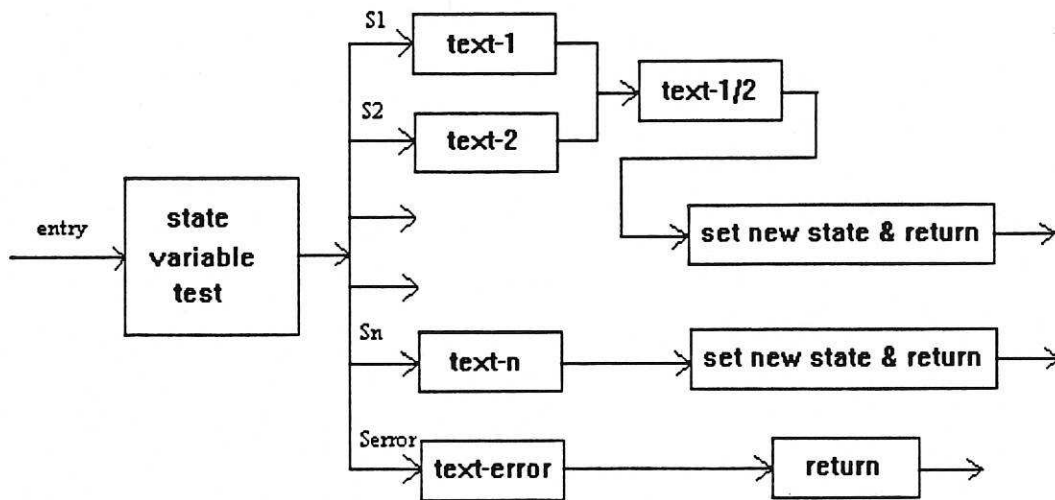 S1
text-1
text-1/2
S2
text-2
entry
state
variable
test
set new state & return
Sn
text-n
set new state & return
Serror
text-error
return